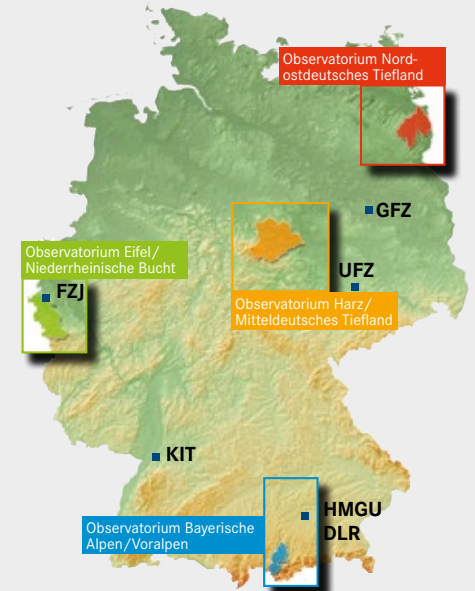 Observatorium Nord-
ostdeutsches Tiefland
GFZ
UFZ
Observatorium Eifel/
Niederrheinische Bucht
FZJ
Observatorium Harz/
Mitteldeutsches Tiefland
KIT
HMGU
DLR
Observatorium Bayerische
Alpen/Voralpen